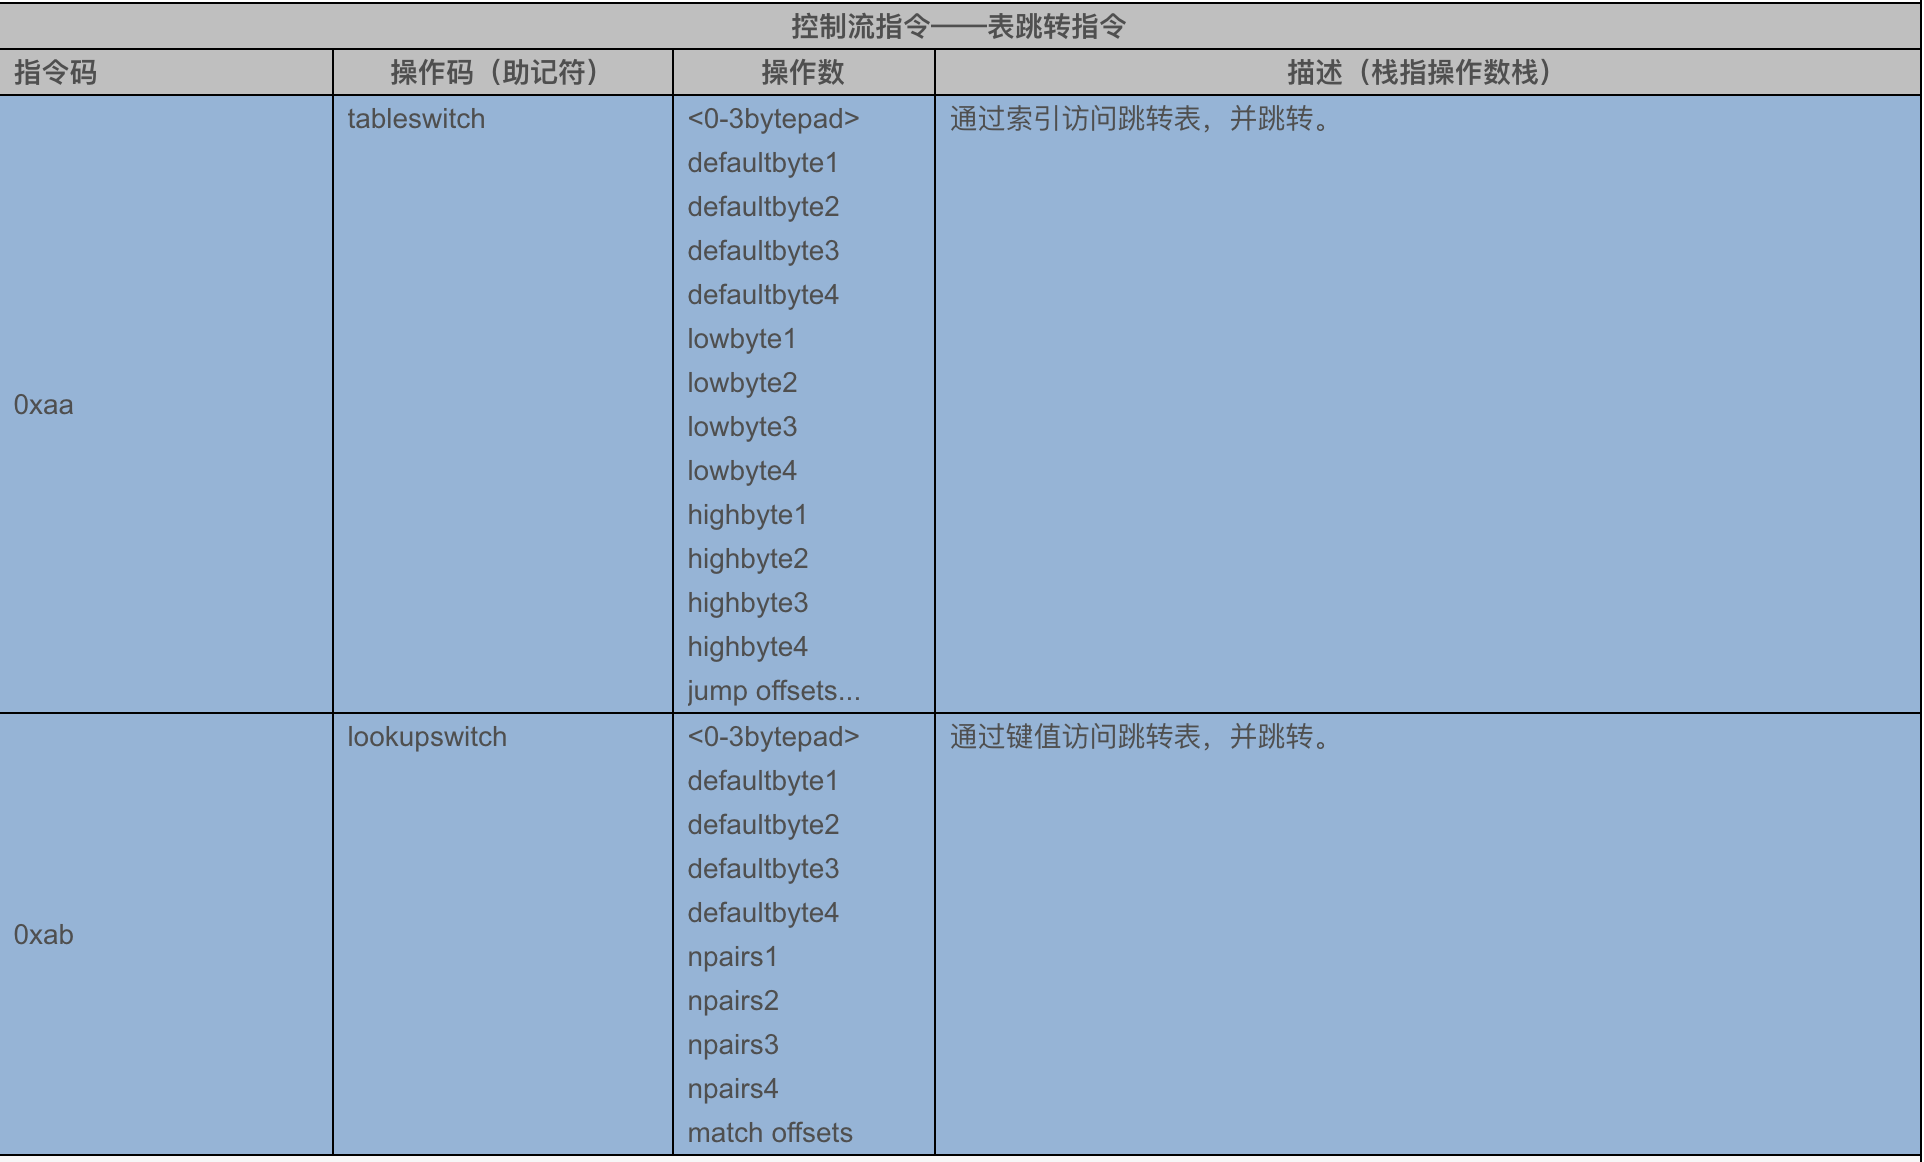 控制流指令——表跳转指令
指令码 操作码（助记符） 操作数 描述（栈指操作数栈）
0xaa tableswitch <0-3bytepad> 通过索引访问跳转表，并跳转。
defaultbyte1
defaultbyte2
defaultbyte3
defaultbyte4
lowbyte1
lowbyte2
lowbyte3
lowbyte4
highbyte1
highbyte2
highbyte3
highbyte4
jump offsets...
0xab lookupswitch <0-3bytepad> 通过键值访问跳转表，并跳转。
defaultbyte1
defaultbyte2
defaultbyte3
defaultbyte4
npairs1
npairs2
npairs3
npairs4
match offsets